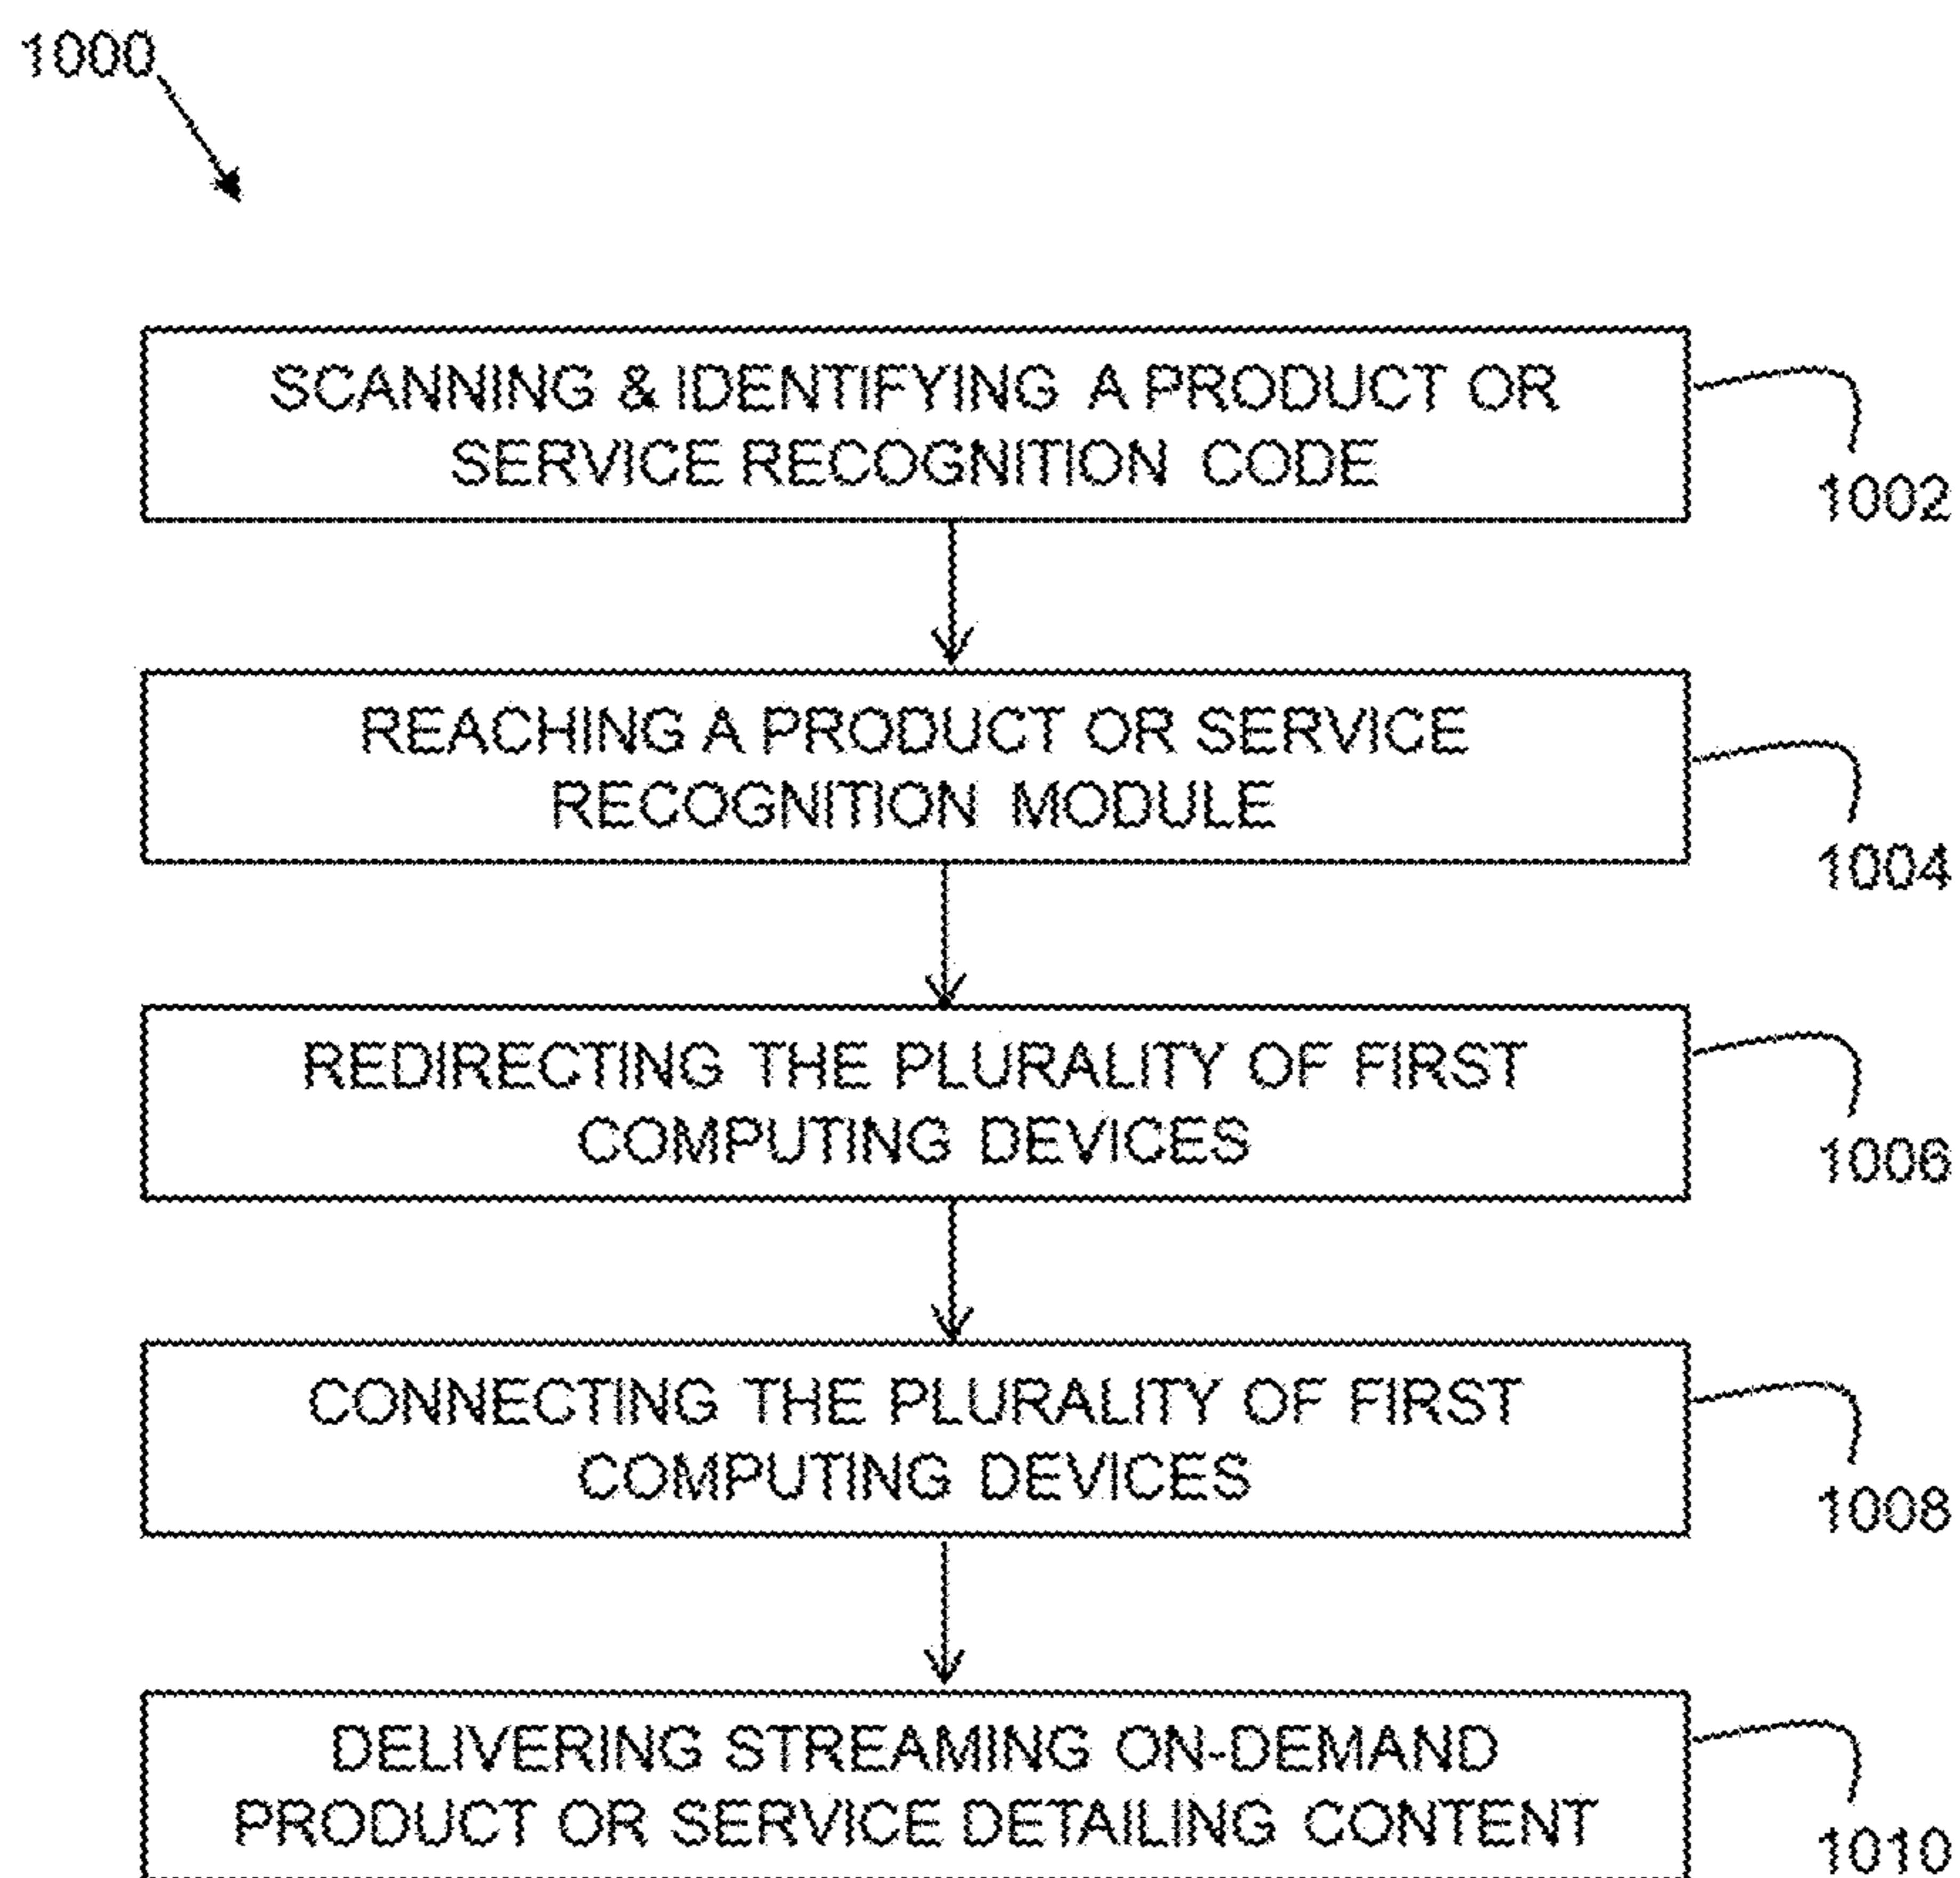 1000
SCANNING & IDENTIFYING A PRODUCT OR
SERVICE RECOGNITION CODE
1002
REACHING A PRODUCT OR SERVICE
RECOGNITION MODULE
1004
REDIRECTING THE PLURALITY OF FIRST
COMPUTING DEVICES
1006
CONNECTING THE PLURALITY OF FIRST
COMPUTING DEVICES
1008
DELIVERING STREAMING ON-DEMAND
PRODUCT OR SERVICE DETAILING CONTENT
1010